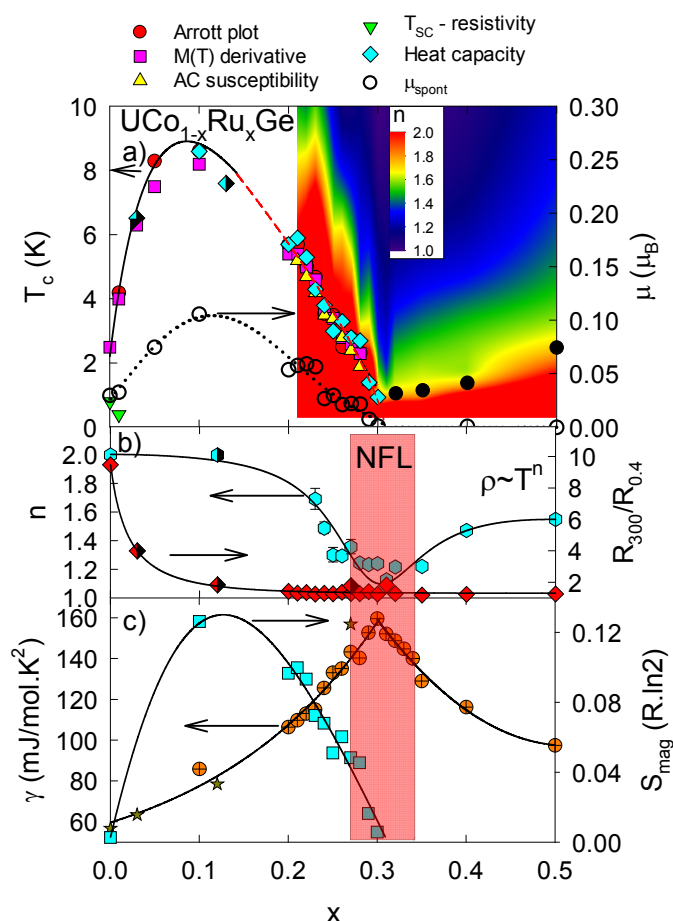 Arrott plot
M(T) derivative
AC susceptibility
T_SC - resistivity
Heat capacity
μ_spont
UCo_1-xRu_xGe
a)
n
2.0
1.8
1.6
1.4
1.2
1.0
10
8
6
4
2
0
T_c (K)
0.30
0.25
0.20
0.15
0.10
0.05
0.00
μ (μ_B)
b)
NFL
ρ~T^n
2.0
1.8
1.6
1.4
1.2
1.0
n
10
8
6
4
2
R_300/R_0.4
c)
160
140
120
100
80
60
γ (mJ/mol.K²)
0.12
0.08
0.04
0.00
S_mag (R.ln2)
0.0 0.1 0.2 0.3 0.4 0.5
x